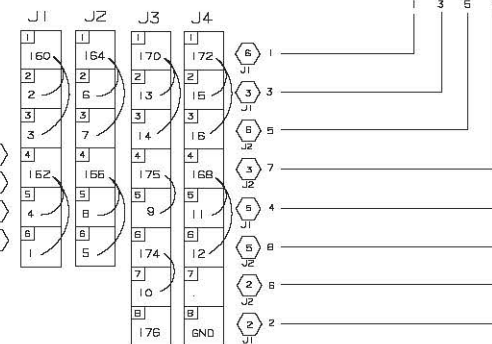 1 3 5
J1 J2 J3 J4
1 160 1 164 1 170 1 172
2 2 2 6 2 13 2 15
3 3 3 7 3 14 3 16
4 162 4 166 4 175 4 168
5 4 5 8 5 9 5 11
6 1 6 5 6 174 6 12
7 10 7
8 176 8 GND
6 J1 1
3 J1 3
6 J2 5
3 J2 7
5 J1 4
5 J2 8
2 J2 6
2 J1 2